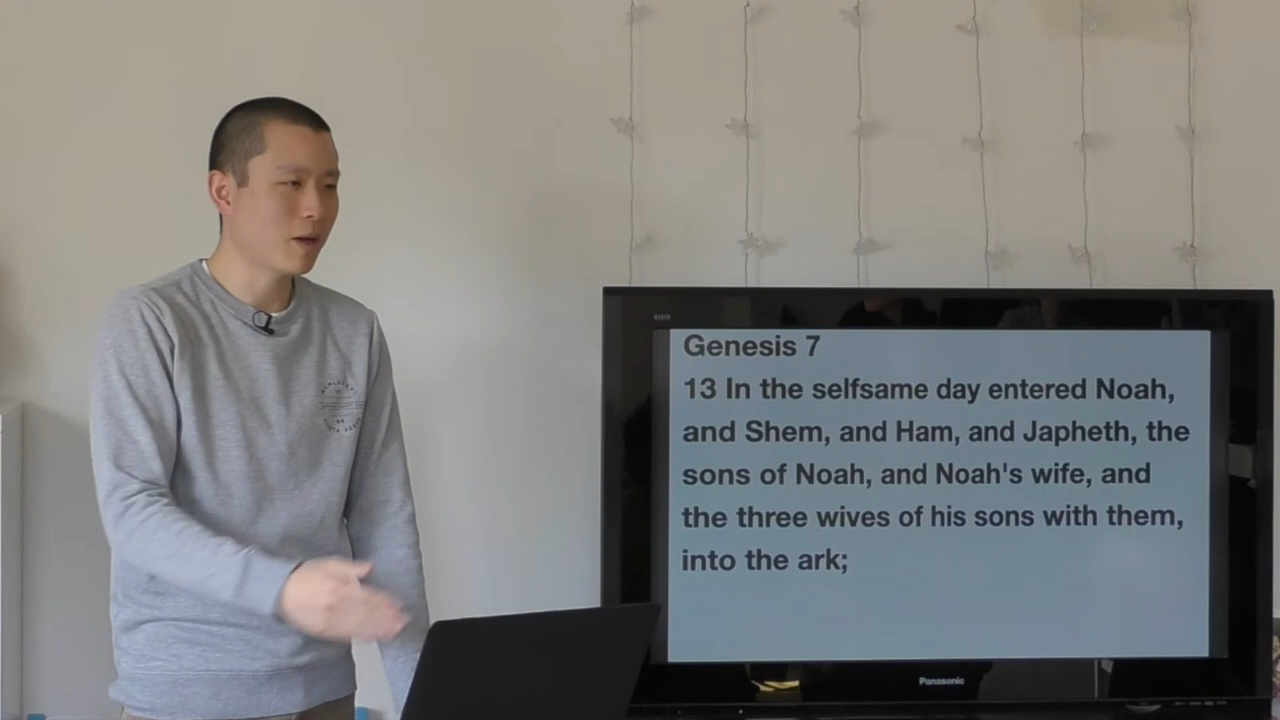 Genesis 7
13 In the selfsame day entered Noah,
and Shem, and Ham, and Japheth, the
sons of Noah, and Noah's wife, and
the three wives of his sons with them,
into the ark;
Panasonic